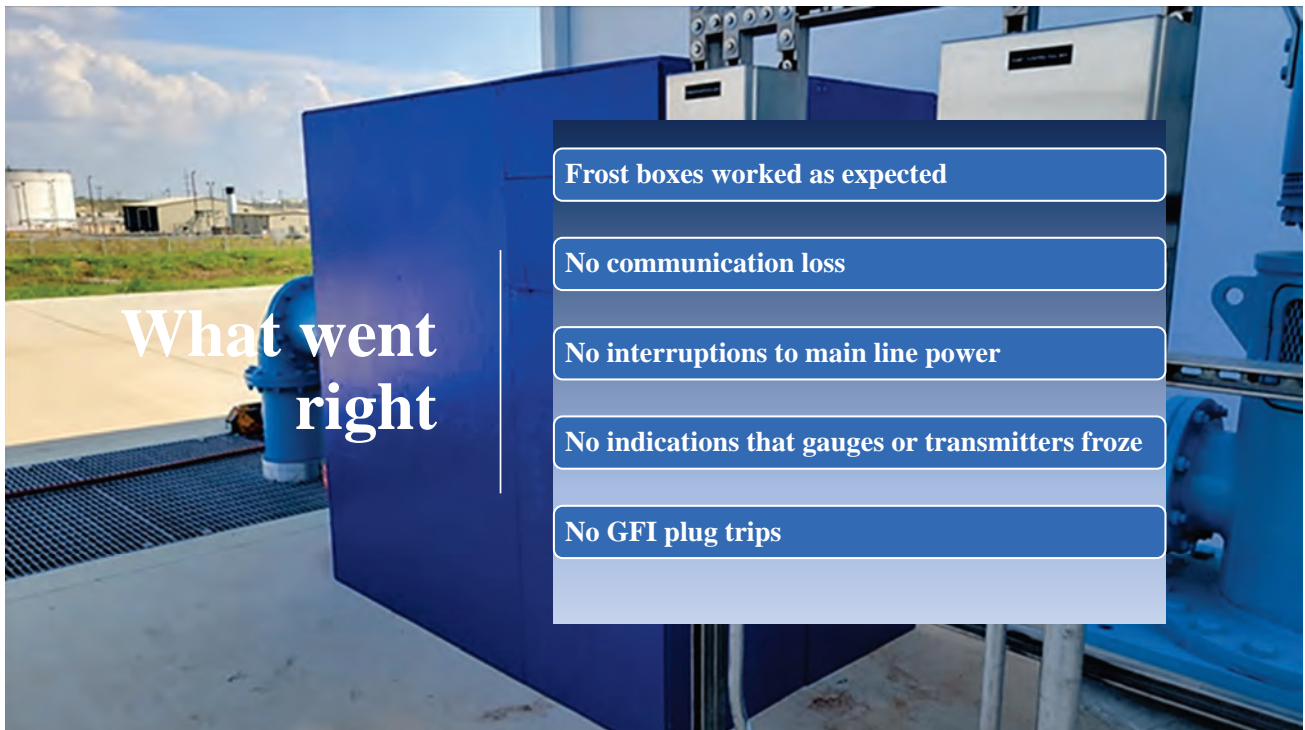 What went
right
Frost boxes worked as expected
No communication loss
No interruptions to main line power
No indications that gauges or transmitters froze
No GFI plug trips